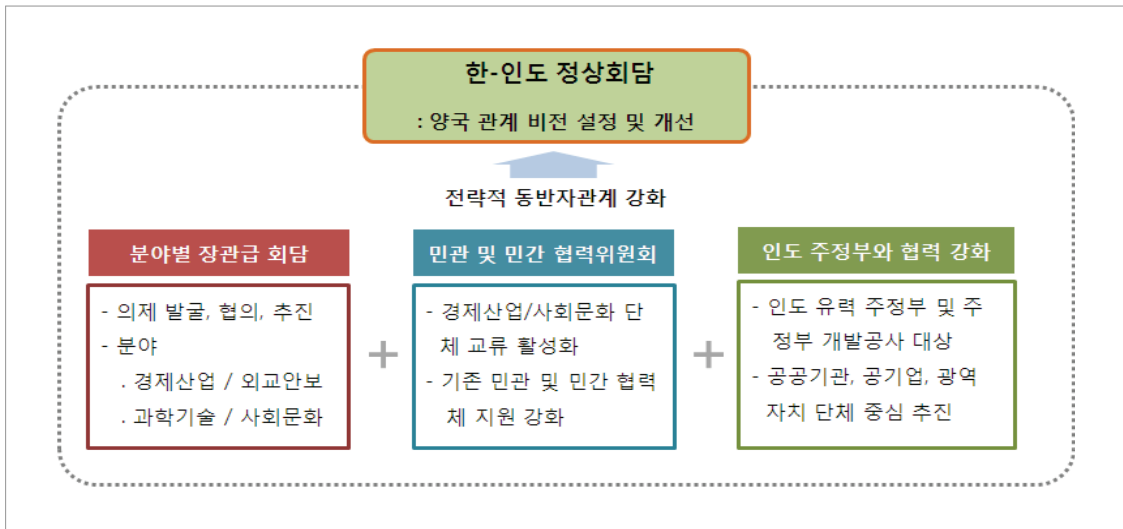 한-인도 정상회담
: 양국 관계 비전 설정 및 개선
전략적 동반자관계 강화
분야별 장관급 회담
- 의제 발굴, 협의, 추진
- 분야
. 경제산업 / 외교안보
. 과학기술 / 사회문화
+
민관 및 민간 협력위원회
- 경제산업/사회문화 단
체 교류 활성화
- 기존 민관 및 민간 협력
체 지원 강화
+
인도 주정부와 협력 강화
- 인도 유력 주정부 및 주
정부 개발공사 대상
- 공공기관, 공기업, 광역
자치 단체 중심 추진